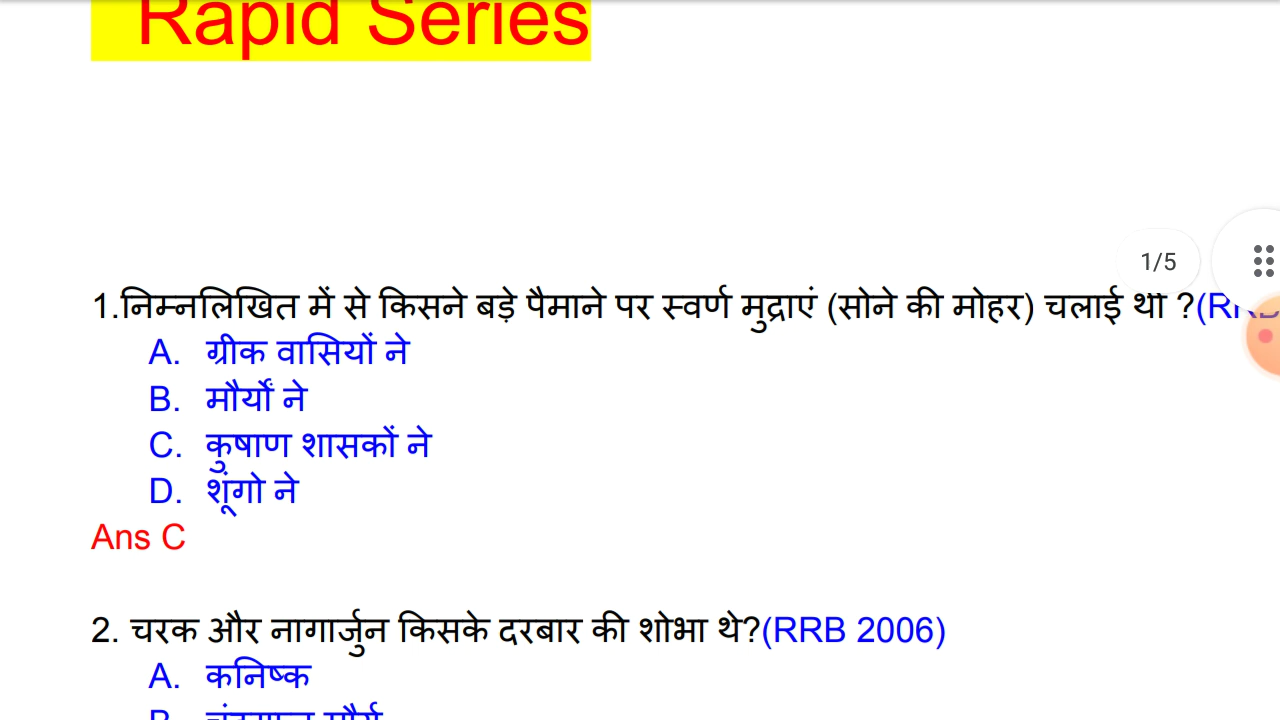 Rapid Series
1/5
1.निम्नलिखित में से किसने बड़े पैमाने पर स्वर्ण मुद्राएं (सोने की मोहर) चलाई थी ?
A. ग्रीक वासियों ने
B. मौर्यों ने
C. कुषाण शासकों ने
D. शूंगो ने
Ans C
2. चरक और नागार्जुन किसके दरबार की शोभा थे?(RRB 2006)
A. कनिष्क